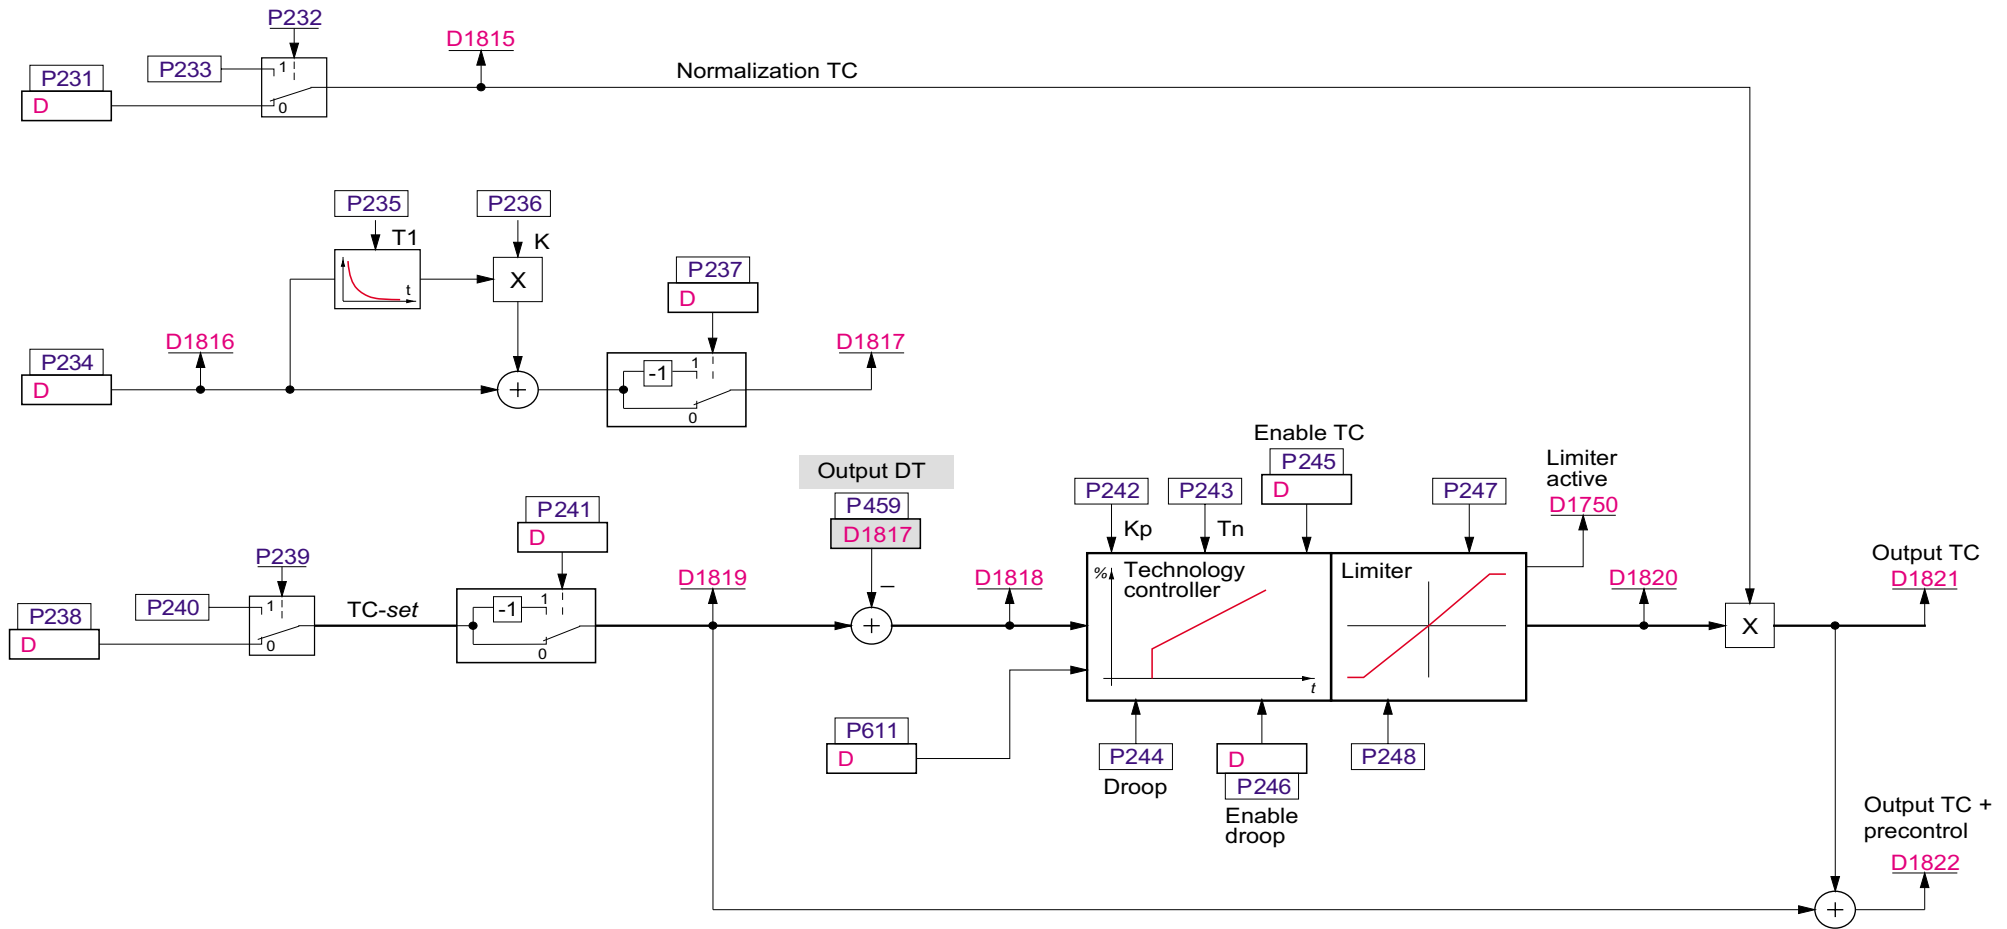 P232
D1815
P233
1
P231
Normalization TC
D
0
P235
P236
T1
K
P237
X
D
t
D1816
D1817
P234
-1
1
D
+
0
Enable TC
Output DT
P245
Limiter
active
P241
P459
P242
P243
D
P247
D1750
D
D1817
Kp
Tn
P239
–
Output TC
D1819
D1818
% Technology
controller
Limiter
D1820
D1821
P240
1
TC-set
-1
1
P238
+
X
D
0
0
t
P611
D
P244
D
P248
Droop
P246
Enable
droop
Output TC +
precontrol
D1822
+